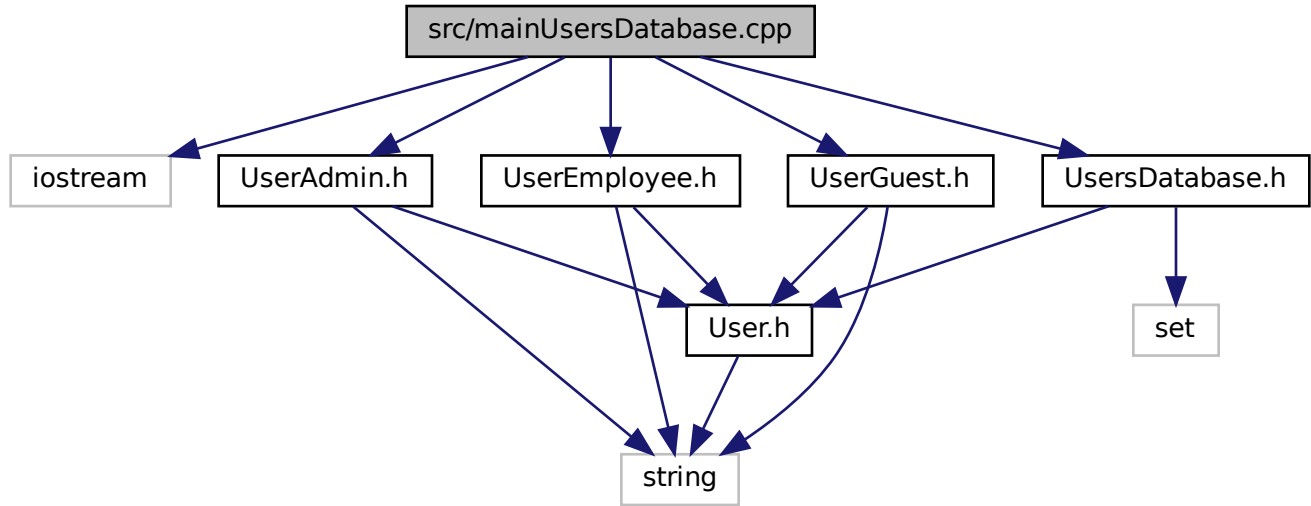 src/mainUsersDatabase.cpp
iostream
UserAdmin.h
UserEmployee.h
UserGuest.h
UsersDatabase.h
User.h
set
string